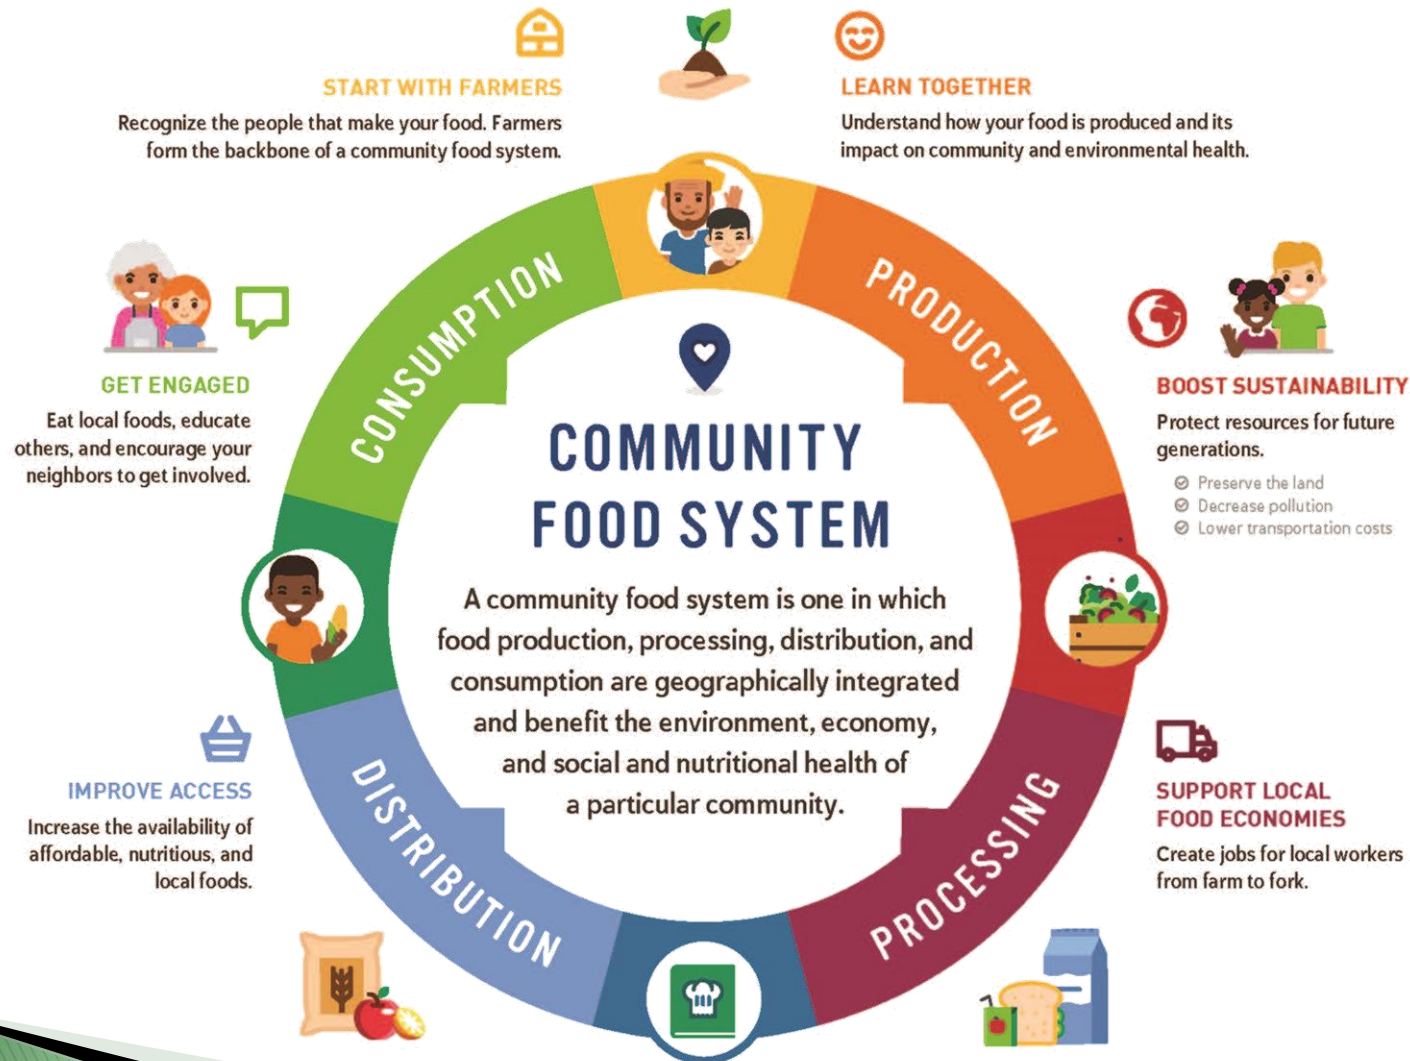 START WITH FARMERS
Recognize the people that make your food. Farmers
form the backbone of a community food system.
LEARN TOGETHER
Understand how your food is produced and its
impact on community and environmental health.
CONSUMPTION
PRODUCTION
GET ENGAGED
Eat local foods, educate
others, and encourage your
neighbors to get involved.
BOOST SUSTAINABILITY
Protect resources for future
generations.
Preserve the land
Decrease pollution
Lower transportation costs
COMMUNITY
FOOD SYSTEM
A community food system is one in which
food production, processing, distribution, and
consumption are geographically integrated
and benefit the environment, economy,
and social and nutritional health of
a particular community.
IMPROVE ACCESS
Increase the availability of
affordable, nutritious, and
local foods.
DISTRIBUTION
PROCESSING
SUPPORT LOCAL
FOOD ECONOMIES
Create jobs for local workers
from farm to fork.